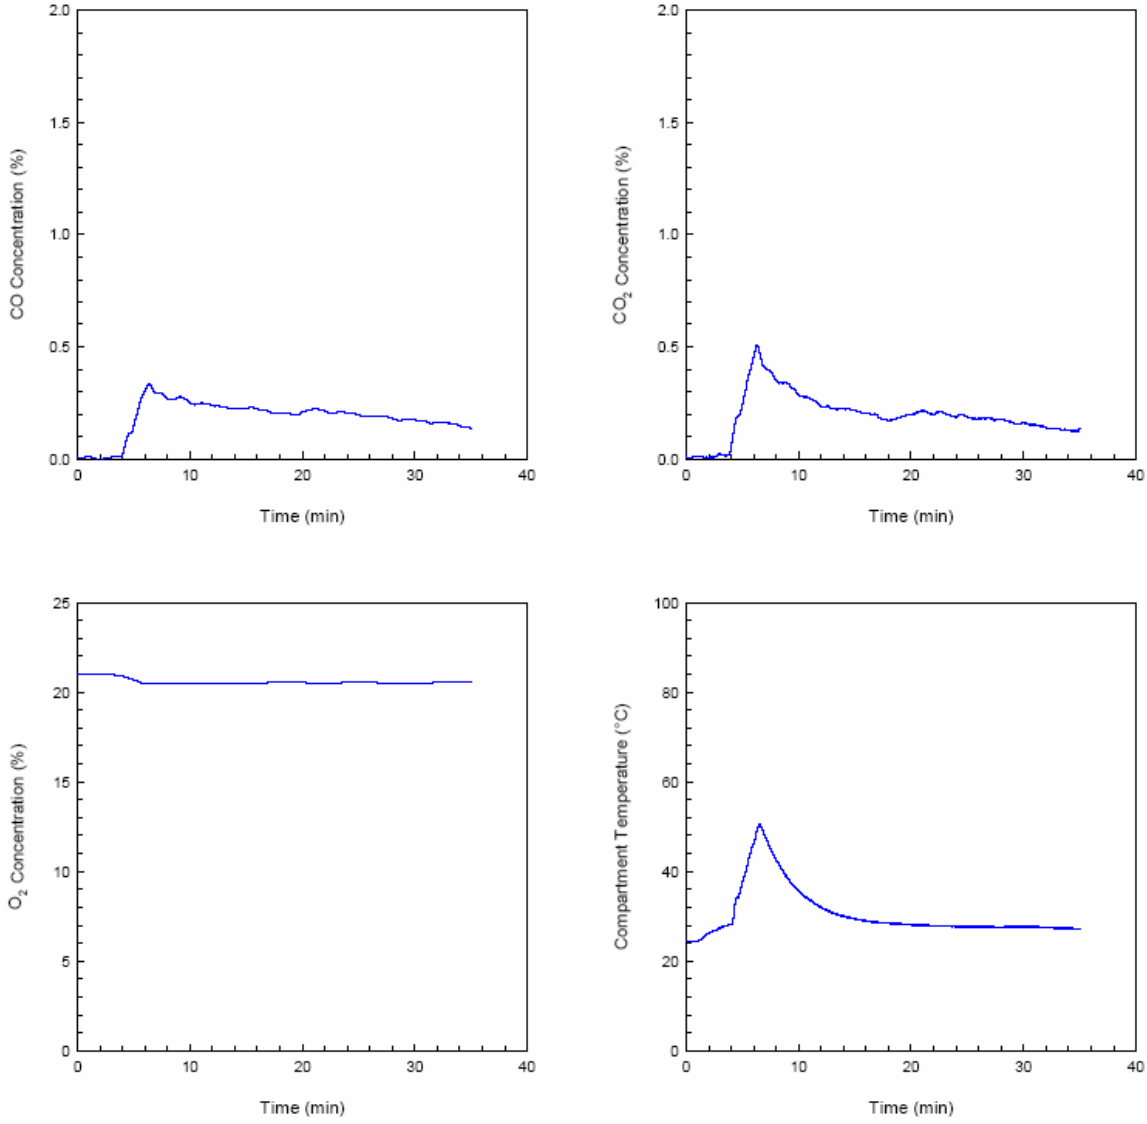 2.0
1.5
1.0
0.5
0.0
CO Concentration (%)
0 10 20 30 40
Time (min)
2.0
1.5
1.0
0.5
0.0
CO2 Concentration (%)
0 10 20 30 40
Time (min)
25
20
15
10
5
0
O2 Concentration (%)
0 10 20 30 40
Time (min)
100
80
60
40
20
0
Compartment Temperature (°C)
0 10 20 30 40
Time (min)